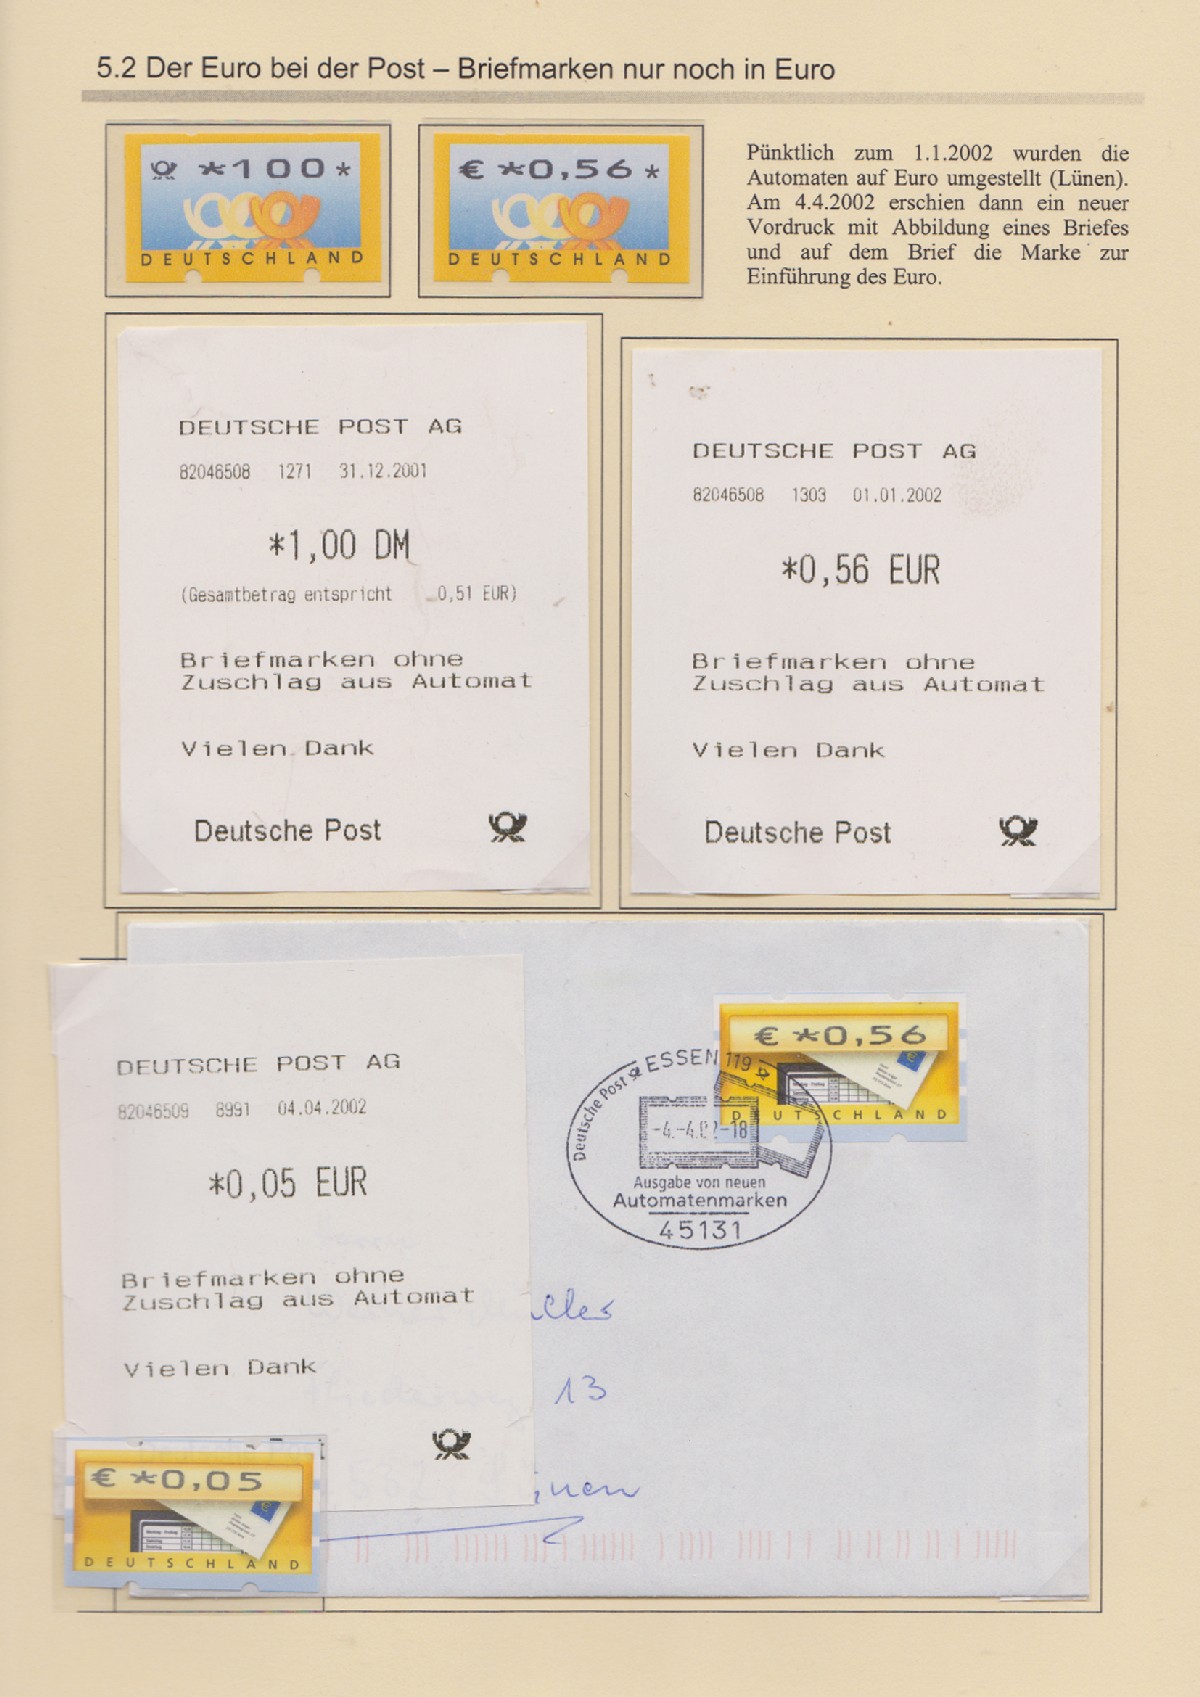 5.2 Der Euro bei der Post – Briefmarken nur noch in Euro
*100*
DEUTSCHLAND
€ *0,56*
DEUTSCHLAND
Pünktlich zum 1.1.2002 wurden die
Automaten auf Euro umgestellt (Lünen).
Am 4.4.2002 erschien dann ein neuer
Vordruck mit Abbildung eines Briefes
und auf dem Brief die Marke zur
Einführung des Euro.
DEUTSCHE POST AG
82046508 1271 31.12.2001
*1,00 DM
(Gesamtbetrag entspricht 0,51 EUR)
Briefmarken ohne
Zuschlag aus Automat
Vielen Dank
Deutsche Post
DEUTSCHE POST AG
82046508 1303 01.01.2002
*0,56 EUR
Briefmarken ohne
Zuschlag aus Automat
Vielen Dank
Deutsche Post
DEUTSCHE POST AG
82046509 8991 04.04.2002
*0,05 EUR
Briefmarken ohne
Zuschlag aus Automat
Vielen Dank
€ *0,05
DEUTSCHLAND
€ *0,56
DEUTSCHLAND
Deutsche Post ESSEN 119
-4.-4.02-18
Ausgabe von neuen
Automatenmarken
45131
13